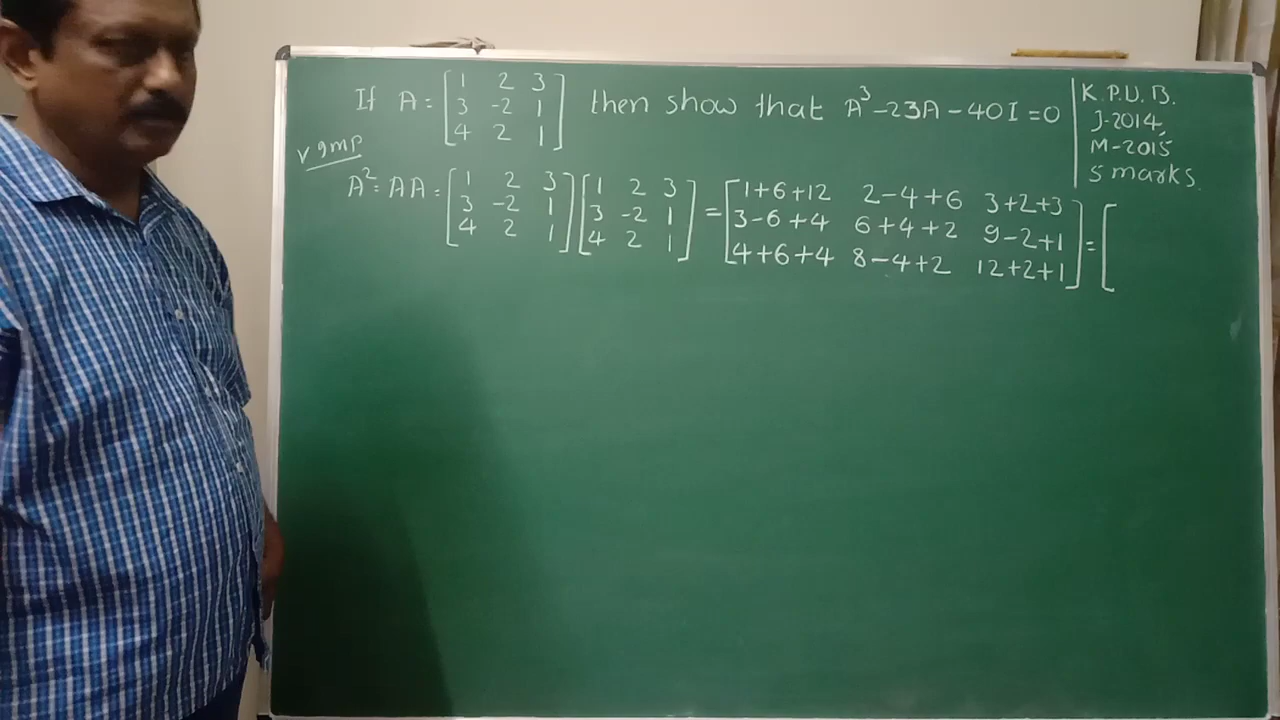 If A = [1 2 3 3 -2 1 4 2 1] then show that A³ - 23A - 40I = 0
K.P.U.B.
J-2014,
M-2015
5 marks.
v gmp
A² = AA = [1 2 3 3 -2 1 4 2 1] [1 2 3 3 -2 1 4 2 1] = [1+6+12 2-4+6 3+2+3 3-6+4 6+4+2 9-2+1 4+6+4 8-4+2 12+2+1] = [